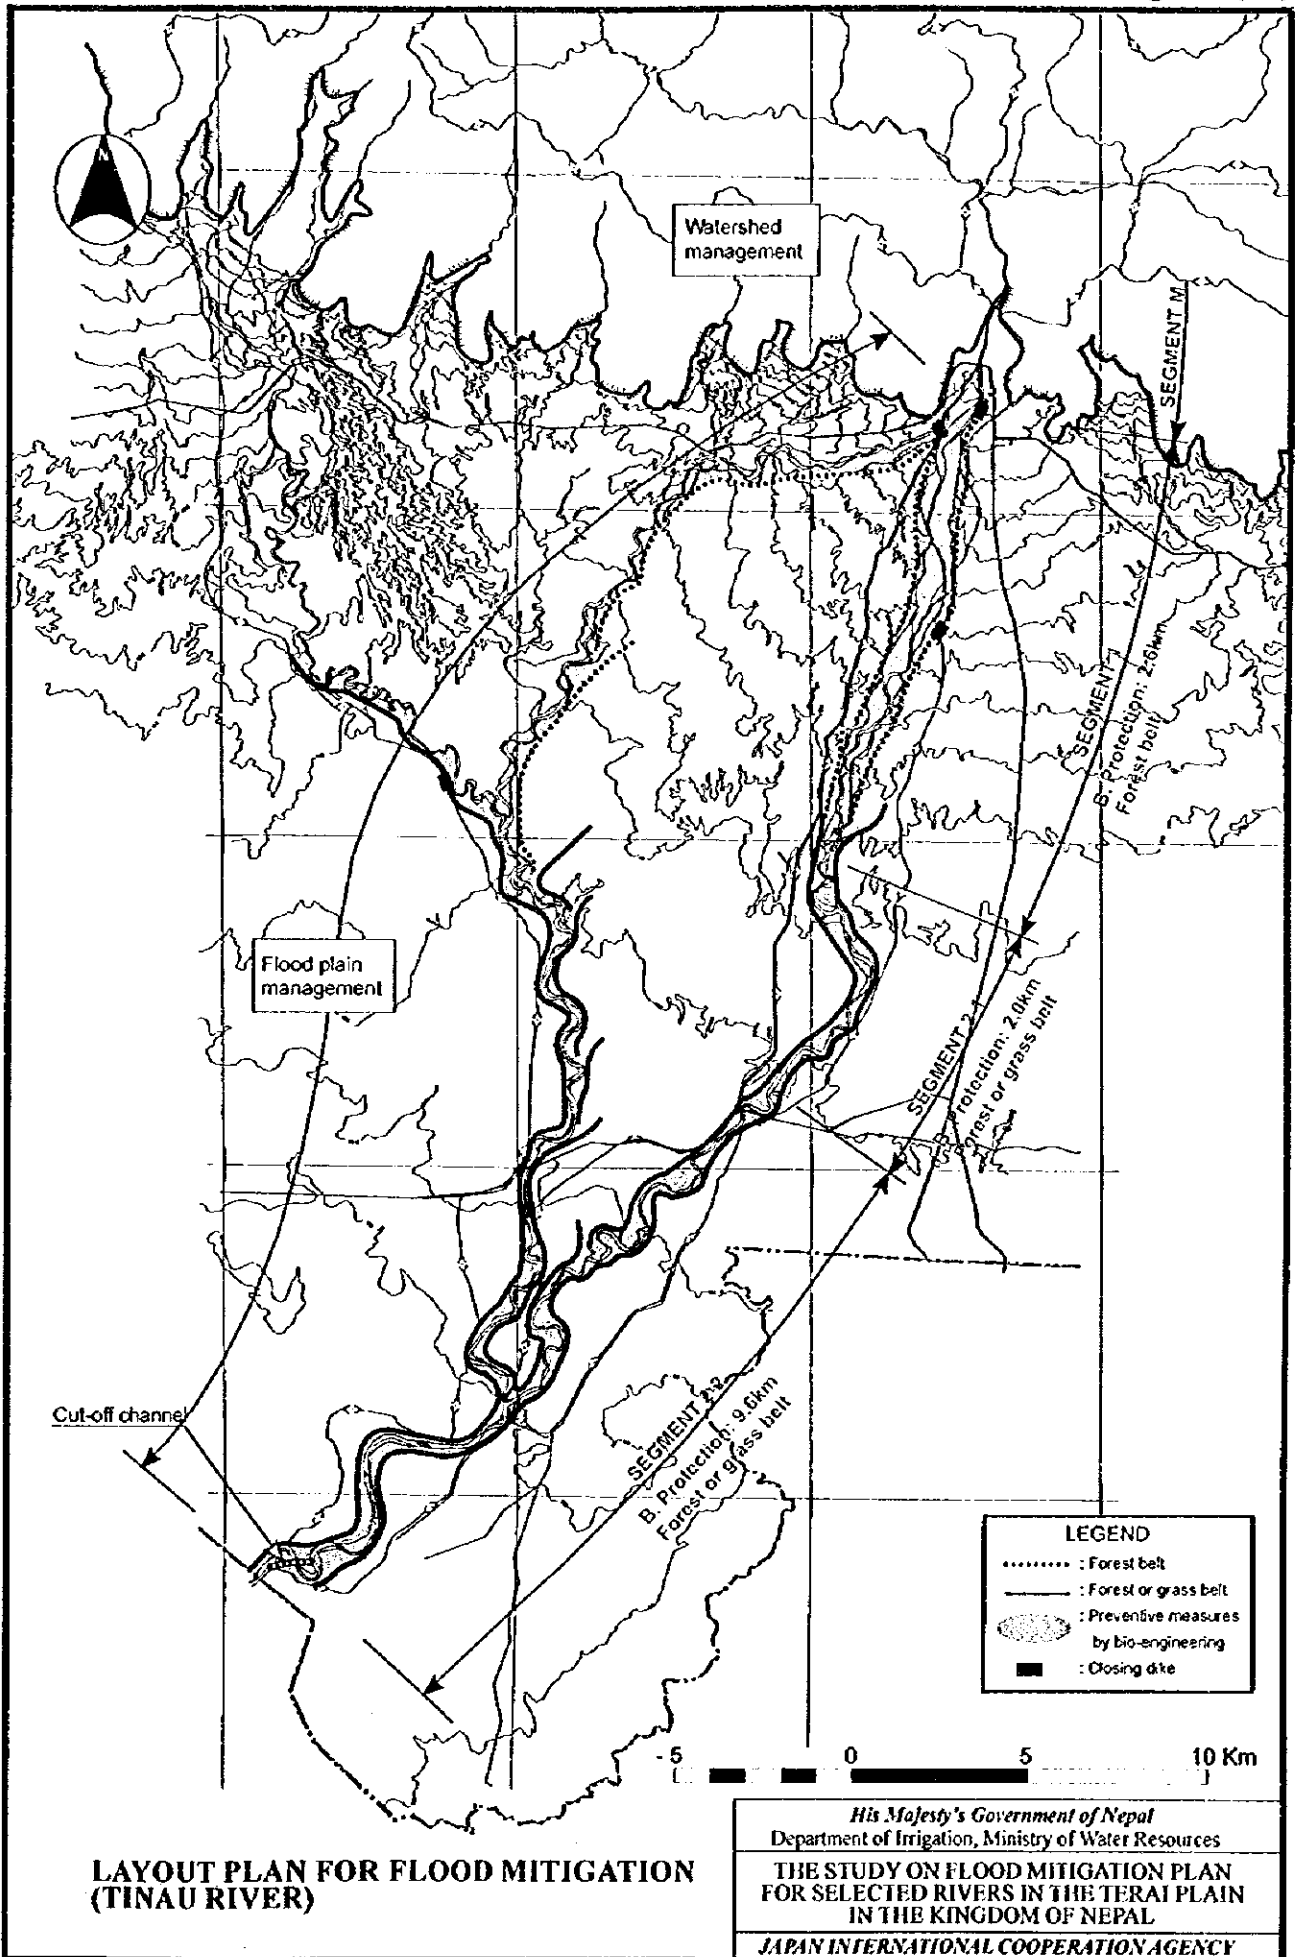 N
Watershed
management
SEGMENT M
SEGMENT 1
B. Protection: 2.6km
Forest belt
Flood plain
management
SEGMENT 2-1
B. Protection: 2.0km
Forest or grass belt
SEGMENT 2-2
B. Protection: 9.6km
Forest or grass belt
Cut-off channel
LEGEND
: Forest belt
: Forest or grass belt
: Preventive measures
by bio-engineering
: Closing dike
- 5 0 5 10 Km
LAYOUT PLAN FOR FLOOD MITIGATION
(TINAU RIVER)
His Majesty's Government of Nepal
Department of Irrigation, Ministry of Water Resources
THE STUDY ON FLOOD MITIGATION PLAN
FOR SELECTED RIVERS IN THE TERAI PLAIN
IN THE KINGDOM OF NEPAL
JAPAN INTERNATIONAL COOPERATION AGENCY